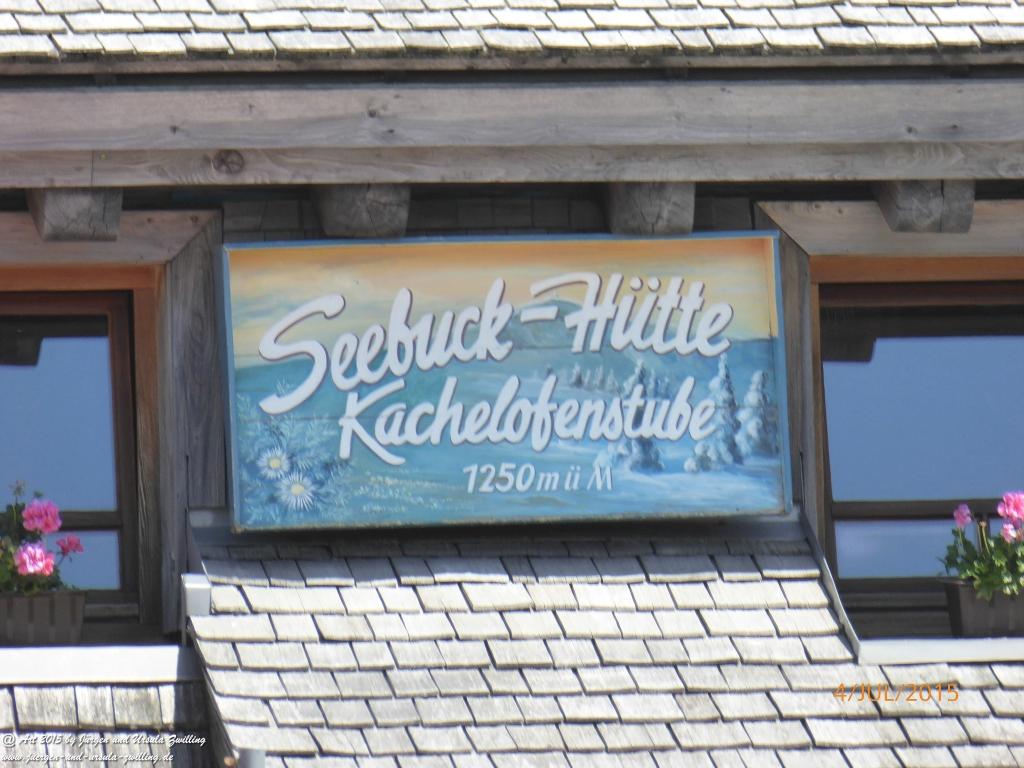 Seebuck-Hütte
Kachelofenstube
1250 m ü M
4/JUL/2015
@ Art 2015 by Jürgen und Ursula Zwilling
www.juergen-und-ursula-zwilling.de